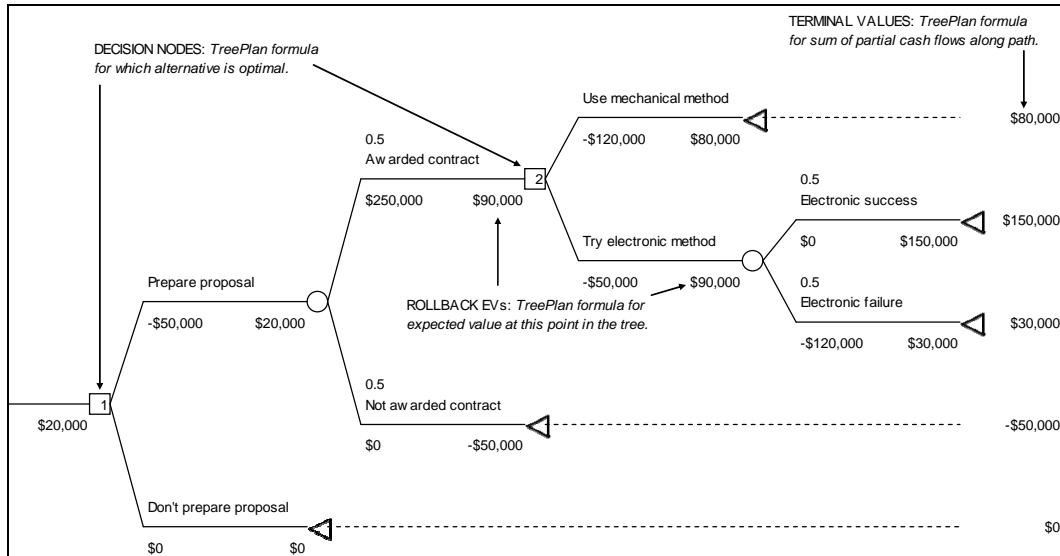 TERMINAL VALUES: TreePlan formula
for sum of partial cash flows along path.
DECISION NODES: TreePlan formula
for which alternative is optimal.
Use mechanical method
$80,000
-$120,000 $80,000
0.5
Awarded contract
2
$250,000 $90,000
0.5
Electronic success
$150,000
$0 $150,000
Try electronic method
-$50,000 $90,000
0.5
Electronic failure
$30,000
-$120,000 $30,000
Prepare proposal
-$50,000 $20,000
ROLLBACK EVs: TreePlan formula for
expected value at this point in the tree.
0.5
Not awarded contract
1
$20,000
-$50,000
$0 -$50,000
Don't prepare proposal
$0
$0 $0